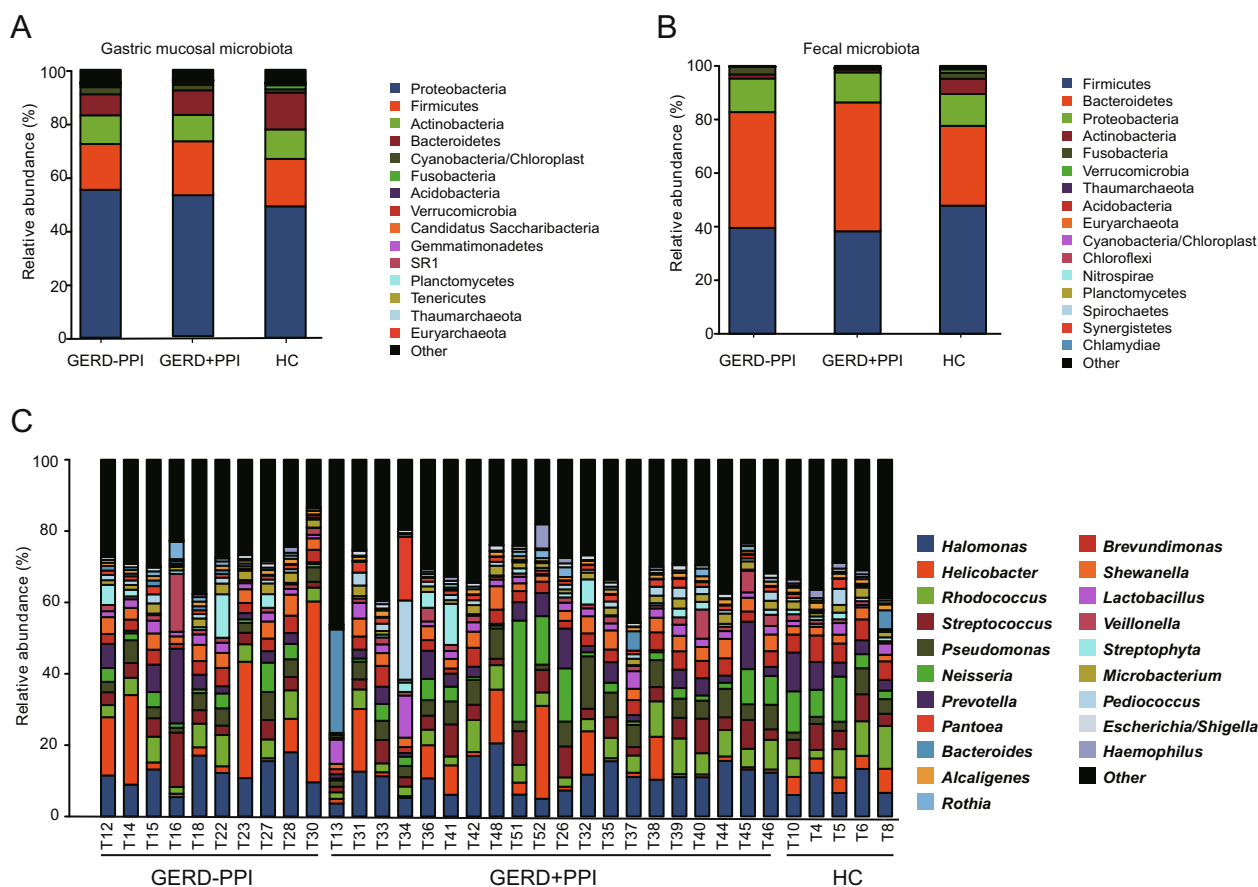 A
Gastric mucosal microbiota
Relative abundance (%)
100
80
60
40
20
0
GERD-PPI
GERD+PPI
HC
Proteobacteria
Firmicutes
Actinobacteria
Bacteroidetes
Cyanobacteria/Chloroplast
Fusobacteria
Acidobacteria
Verrucomicrobia
Candidatus Saccharibacteria
Gemmatimonadetes
SR1
Planctomycetes
Tenericutes
Thaumarchaeota
Euryarchaeota
Other
B
Fecal microbiota
Relative abundance (%)
100
80
60
40
20
0
GERD-PPI
GERD+PPI
HC
Firmicutes
Bacteroidetes
Proteobacteria
Actinobacteria
Fusobacteria
Verrucomicrobia
Thaumarchaeota
Acidobacteria
Euryarchaeota
Cyanobacteria/Chloroplast
Chloroflexi
Nitrospirae
Planctomycetes
Spirochaetes
Synergistetes
Chlamydiae
Other
C
Relative abundance (%)
100
80
60
40
20
0
T12
T14
T15
T16
T18
T22
T23
T27
T28
T30
T13
T31
T33
T34
T36
T41
T42
T48
T51
T52
T26
T32
T35
T37
T38
T39
T40
T44
T45
T46
T10
T4
T5
T6
T8
GERD-PPI
GERD+PPI
HC
Halomonas
Helicobacter
Rhodococcus
Streptococcus
Pseudomonas
Neisseria
Prevotella
Pantoea
Bacteroides
Alcaligenes
Rothia
Brevundimonas
Shewanella
Lactobacillus
Veillonella
Streptophyta
Microbacterium
Pediococcus
Escherichia/Shigella
Haemophilus
Other